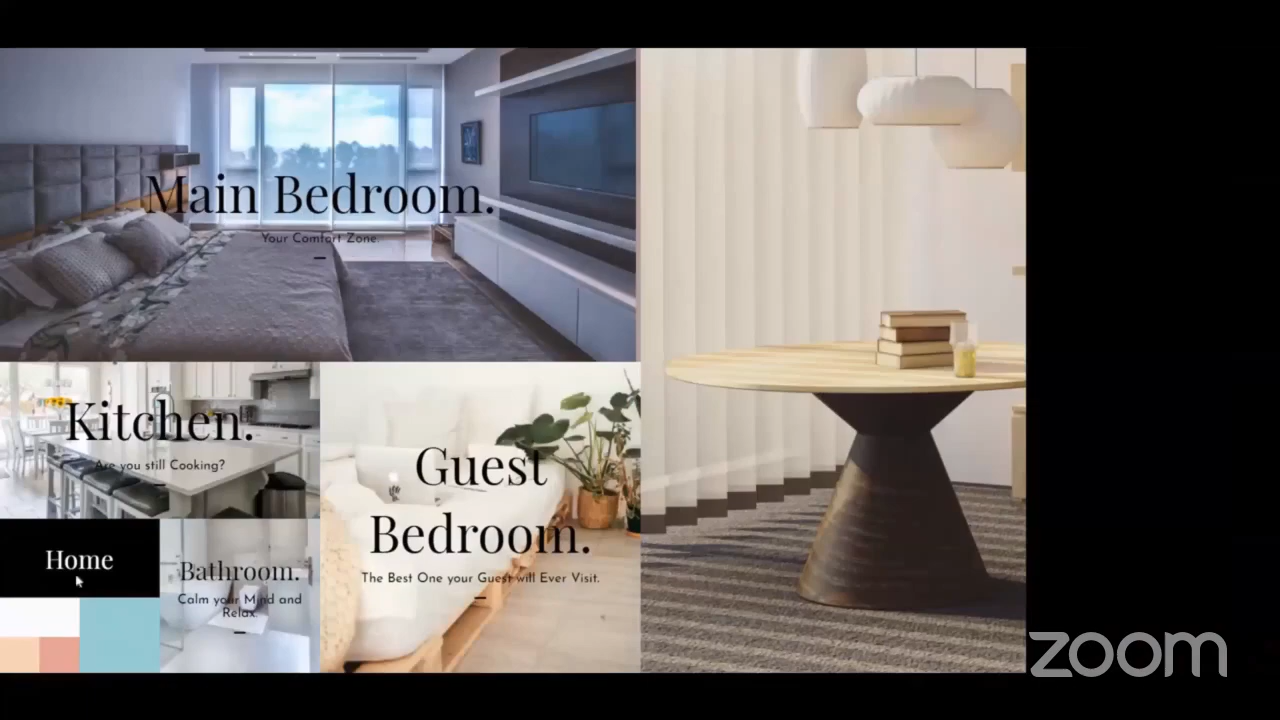 Main Bedroom.
Your Comfort Zone.
Kitchen.
Are you still Cooking?
Guest
Bedroom.
The Best One your Guest will Ever Visit.
Home
Bathroom.
Calm your Mind and
Relax.
zoom